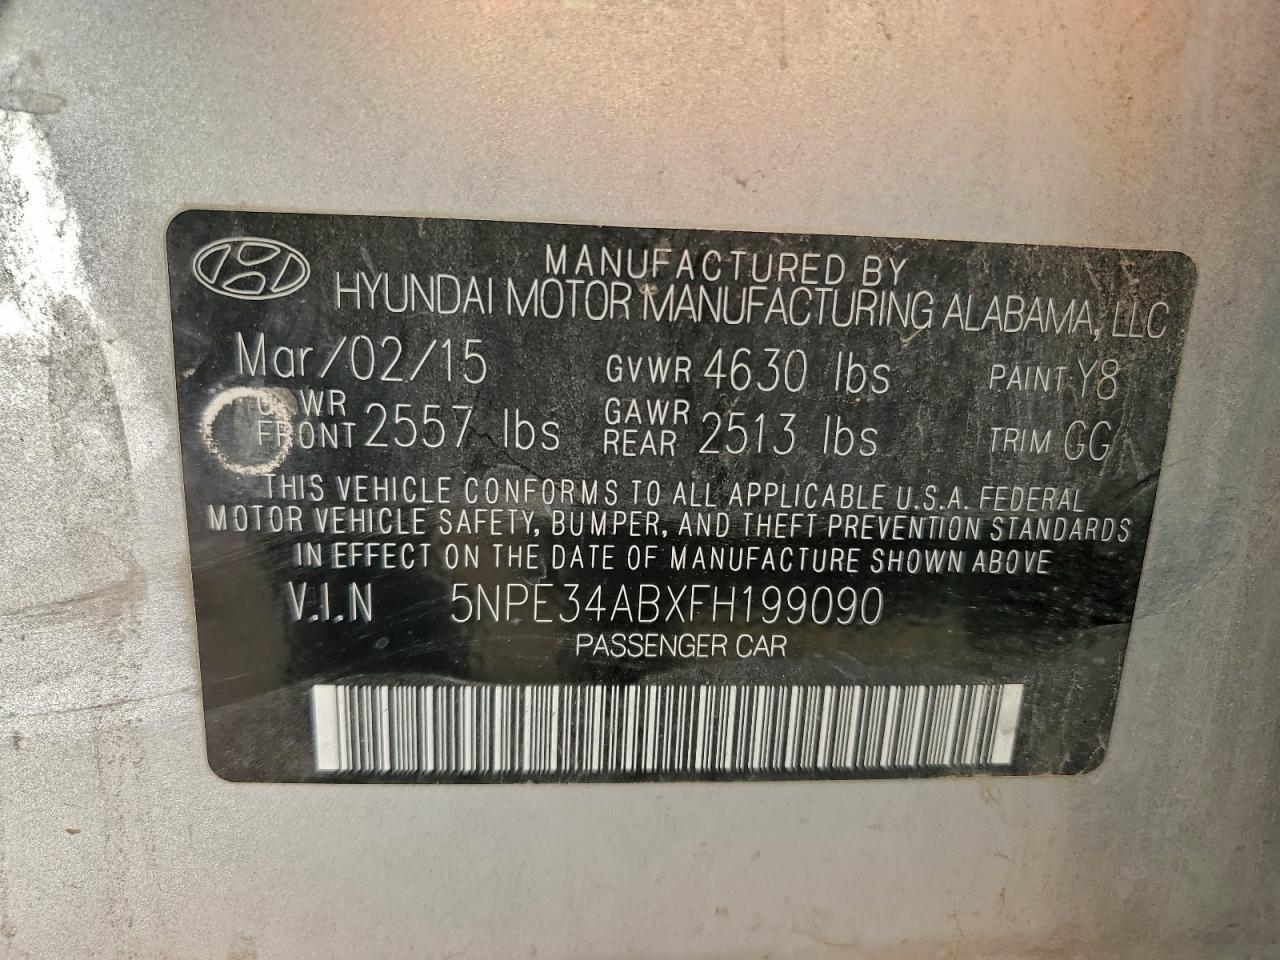 MANUFACTURED BY
HYUNDAI MOTOR MANUFACTURING ALABAMA, LLC
Mar/02/15 GVWR 4630 lbs PAINT Y8
GAWR FRONT 2557 lbs GAWR REAR 2513 lbs TRIM GG
THIS VEHICLE CONFORMS TO ALL APPLICABLE U.S.A. FEDERAL
MOTOR VEHICLE SAFETY, BUMPER, AND THEFT PREVENTION STANDARDS
IN EFFECT ON THE DATE OF MANUFACTURE SHOWN ABOVE
V.I.N 5NPE34ABXFH199090
PASSENGER CAR